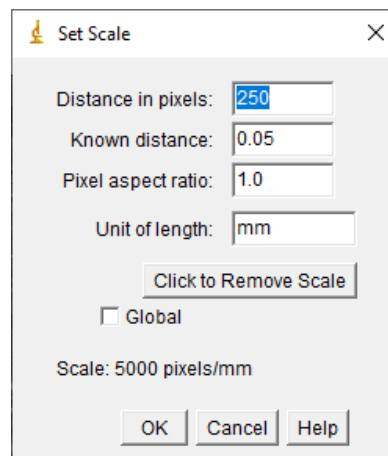 Set Scale
Distance in pixels: 250
Known distance: 0.05
Pixel aspect ratio: 1.0
Unit of length: mm
Click to Remove Scale
Global
Scale: 5000 pixels/mm
OK Cancel Help